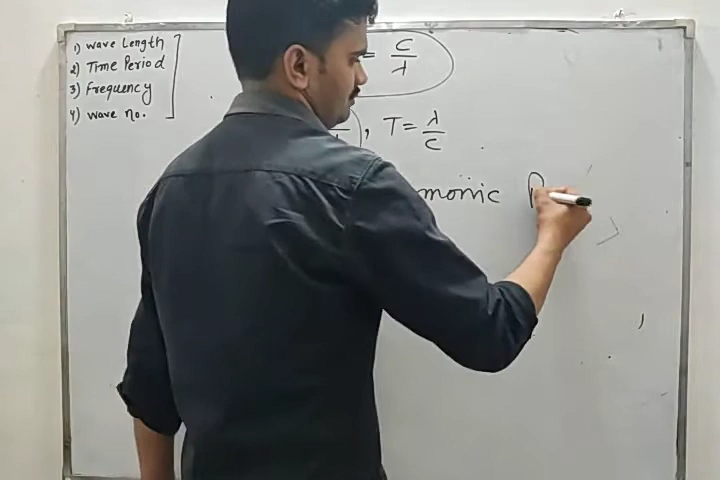 1) Wave Length
2) Time Period
3) Frequency
4) Wave no.
= c/λ
, T = λ/c
monic